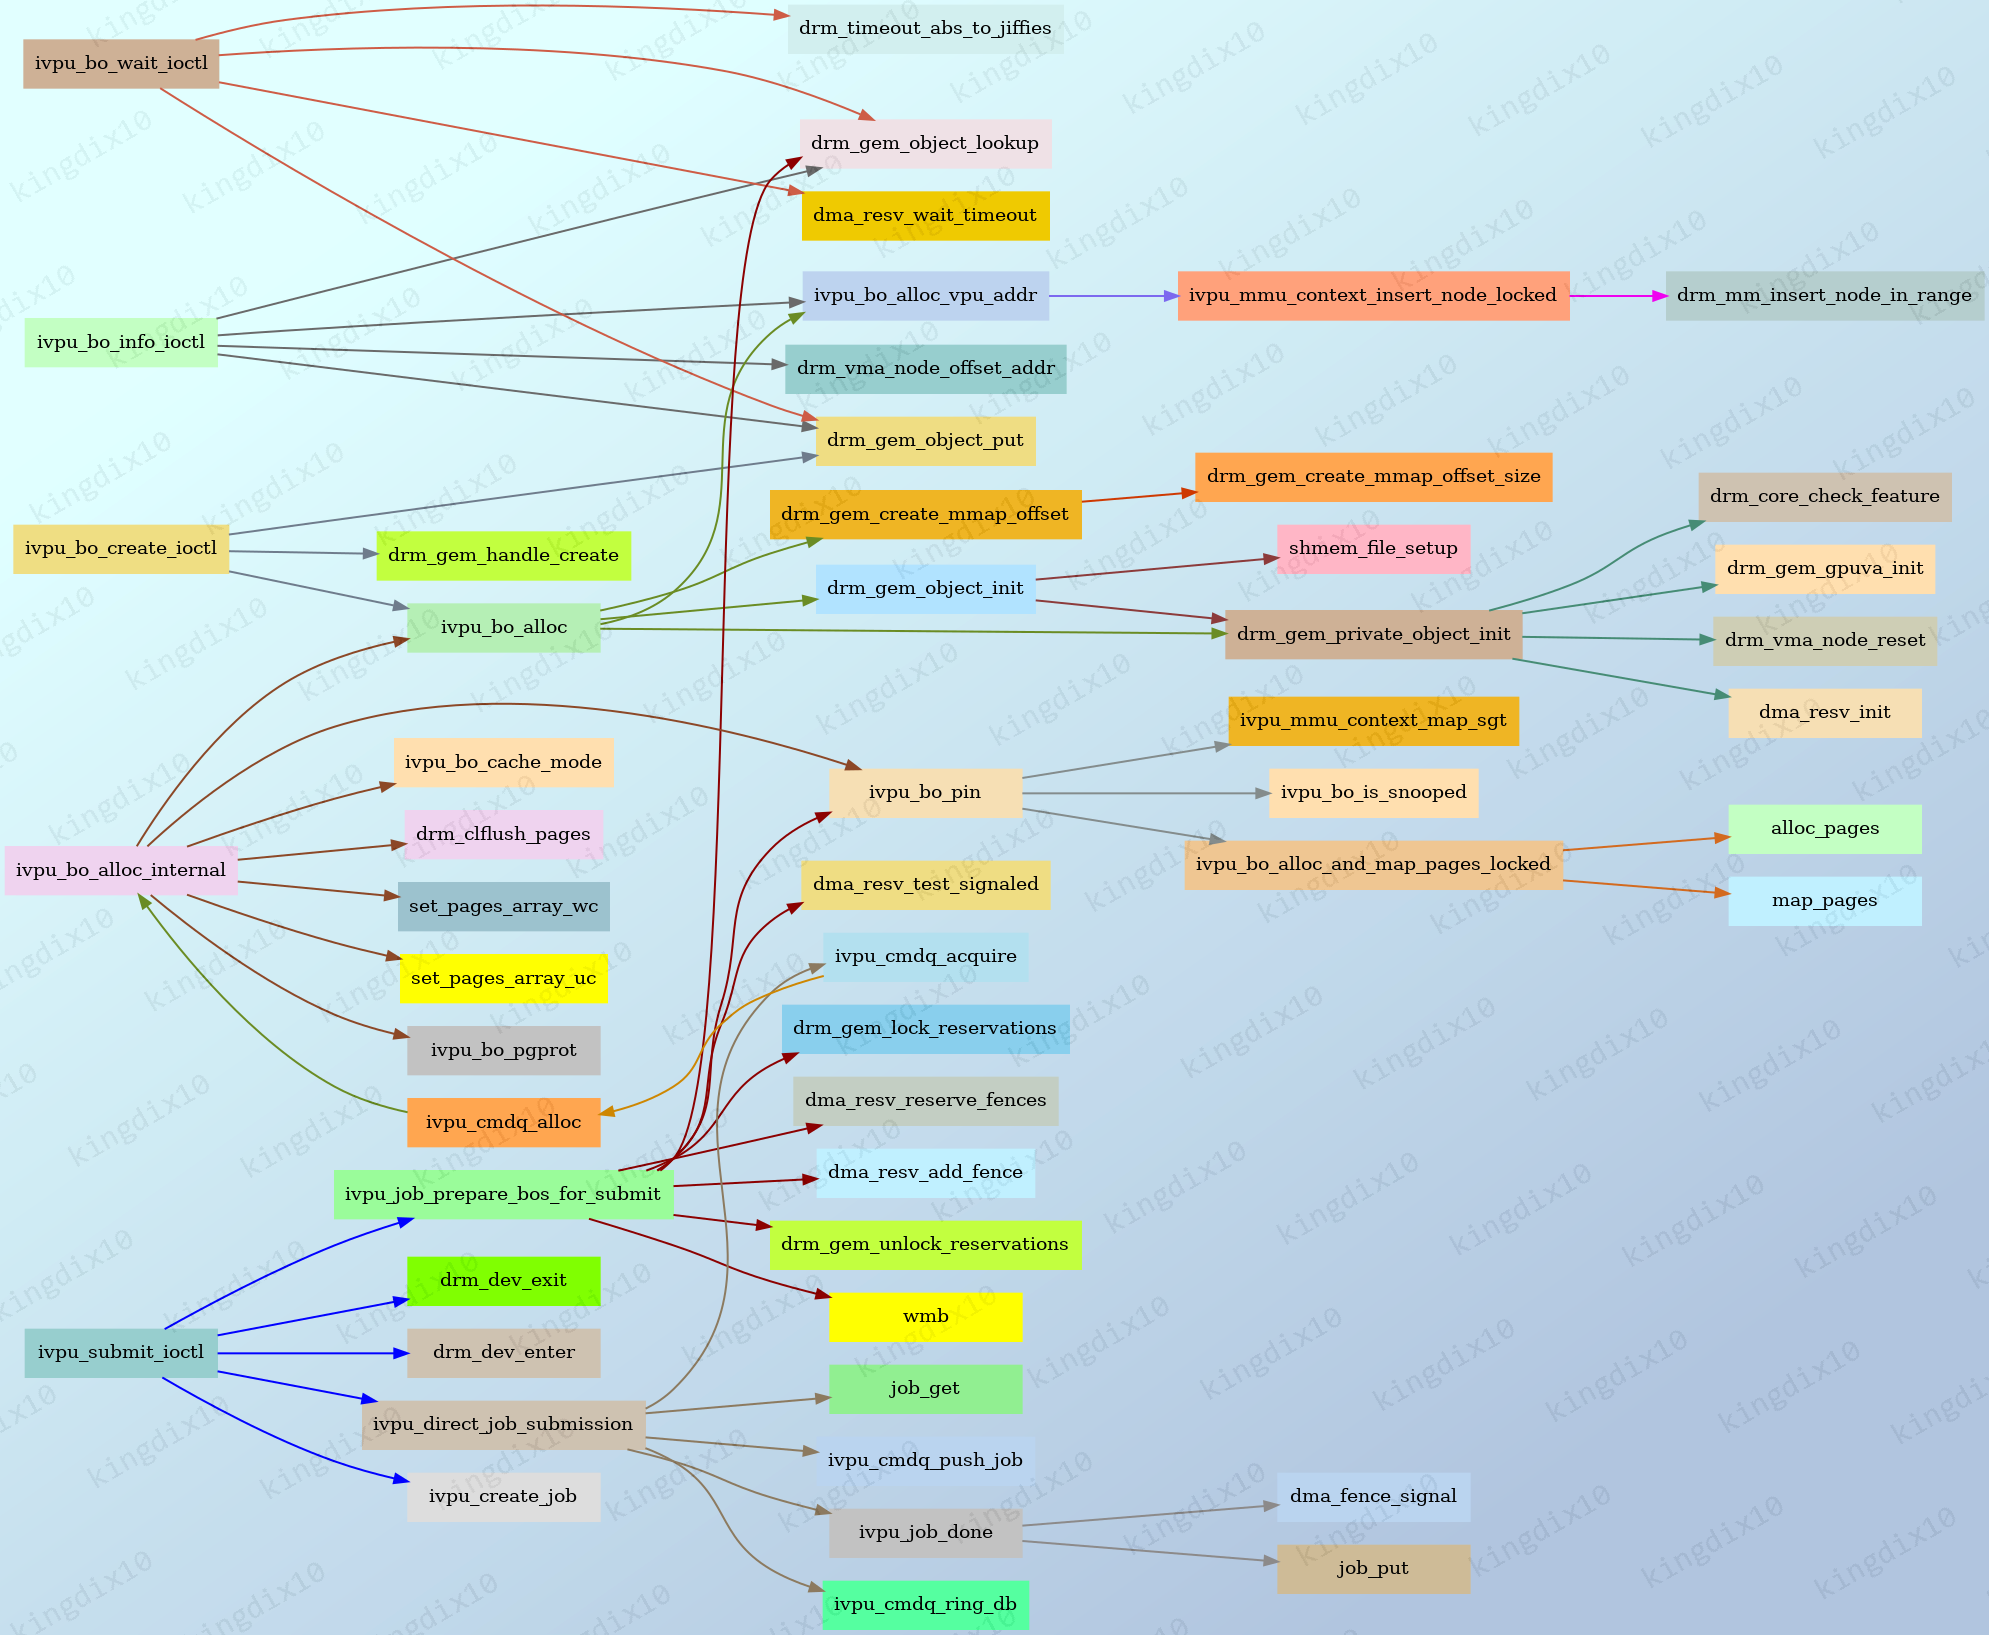 ivpu_bo_wait_ioctl
drm_timeout_abs_to_jiffies
drm_gem_object_lookup
dma_resv_wait_timeout
ivpu_bo_info_ioctl
ivpu_bo_alloc_vpu_addr
ivpu_mmu_context_insert_node_locked
drm_mm_insert_node_in_range
drm_vma_node_offset_addr
drm_gem_object_put
ivpu_bo_create_ioctl
drm_gem_handle_create
ivpu_bo_alloc
drm_gem_create_mmap_offset
drm_gem_create_mmap_offset_size
drm_gem_object_init
shmem_file_setup
drm_gem_private_object_init
drm_core_check_feature
drm_gem_gpuva_init
drm_vma_node_reset
dma_resv_init
ivpu_bo_alloc_internal
ivpu_bo_cache_mode
drm_clflush_pages
set_pages_array_wc
set_pages_array_uc
ivpu_bo_pgprot
ivpu_cmdq_alloc
ivpu_bo_pin
ivpu_mmu_context_map_sgt
ivpu_bo_is_snooped
ivpu_bo_alloc_and_map_pages_locked
alloc_pages
map_pages
dma_resv_test_signaled
ivpu_cmdq_acquire
drm_gem_lock_reservations
dma_resv_reserve_fences
dma_resv_add_fence
drm_gem_unlock_reservations
wmb
ivpu_job_prepare_bos_for_submit
ivpu_submit_ioctl
drm_dev_exit
drm_dev_enter
ivpu_direct_job_submission
ivpu_create_job
job_get
ivpu_cmdq_push_job
ivpu_job_done
dma_fence_signal
job_put
ivpu_cmdq_ring_db
kingdix10